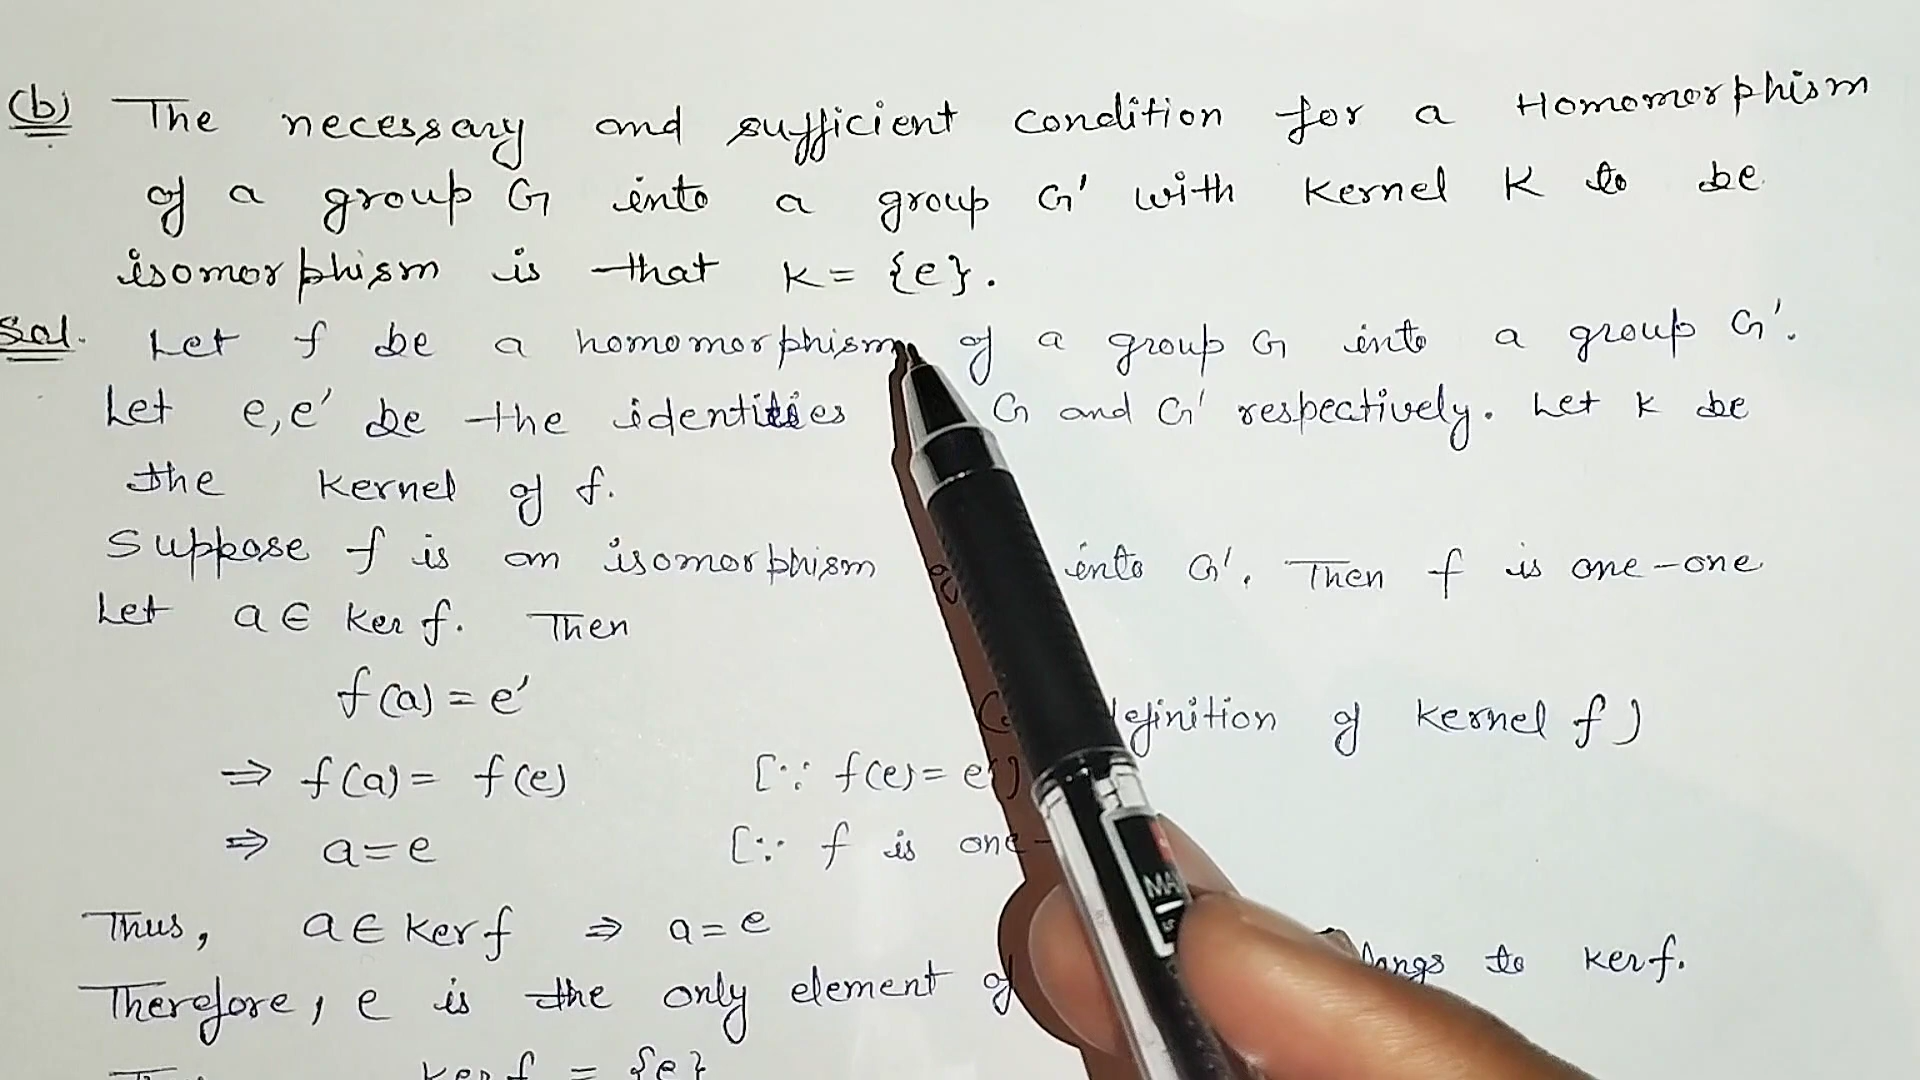 (b) The necessary and sufficient condition for a Homomorphism
of a group G into a group G' with Kernel K to be
isomorphism is that K = {e}.
Sol. Let f be a homomorphism of a group G into a group G'.
Let e,e' be the identities G and G' respectively. Let K be
the Kernel of f.
Suppose f is an isomorphism into G'. Then f is one-one
Let a ∈ Ker f. Then
f(a) = e'
definition of Kernel f)
⇒ f(a) = f(e) [∵ f(e) = e']
⇒ a = e [∵ f is one-
Thus, a ∈ Ker f ⇒ a = e
Therefore, e is the only element of to Ker f.
Ker f = {e}
MA